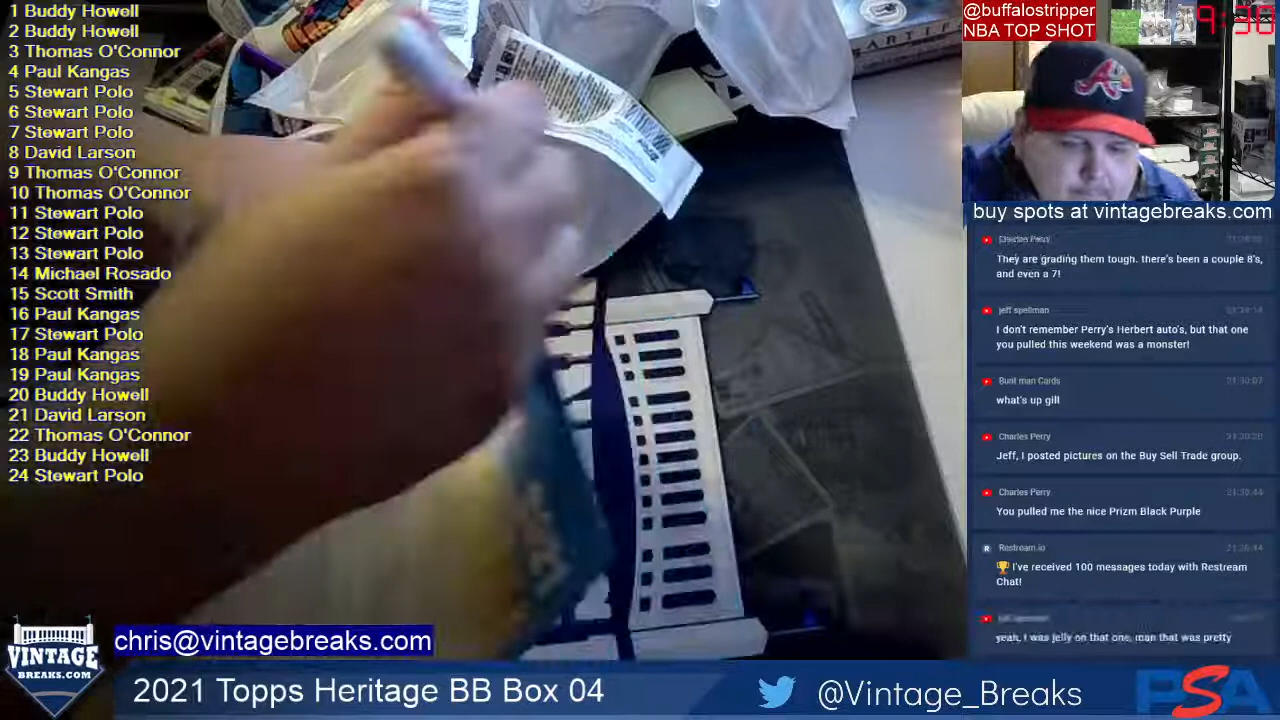 1 Buddy Howell
2 Buddy Howell
3 Thomas O'Connor
4 Paul Kangas
5 Stewart Polo
6 Stewart Polo
7 Stewart Polo
8 David Larson
9 Thomas O'Connor
10 Thomas O'Connor
11 Stewart Polo
12 Stewart Polo
13 Stewart Polo
14 Michael Rosado
15 Scott Smith
16 Paul Kangas
17 Stewart Polo
18 Paul Kangas
19 Paul Kangas
20 Buddy Howell
21 David Larson
22 Thomas O'Connor
23 Buddy Howell
24 Stewart Polo
@buffalostripper
NBA TOP SHOT
9:38
buy spots at vintagebreaks.com
Charles Perry
They are grading them tough. there's been a couple 8's,
and even a 7!
jeff spellman
I don't remember Perry's Herbert auto's, but that one
you pulled this weekend was a monster!
Bunt man Cards
what's up gill
Charles Perry
Jeff, I posted pictures on the Buy Sell Trade group.
Charles Perry
You pulled me the nice Prizm Black Purple
Restream.io
🏆 I've received 100 messages today with Restream
Chat!
yeah, I was jelly on that one, man that was pretty
VINTAGE
BREAKS.COM
chris@vintagebreaks.com
2021 Topps Heritage BB Box 04
@Vintage_Breaks
PSA